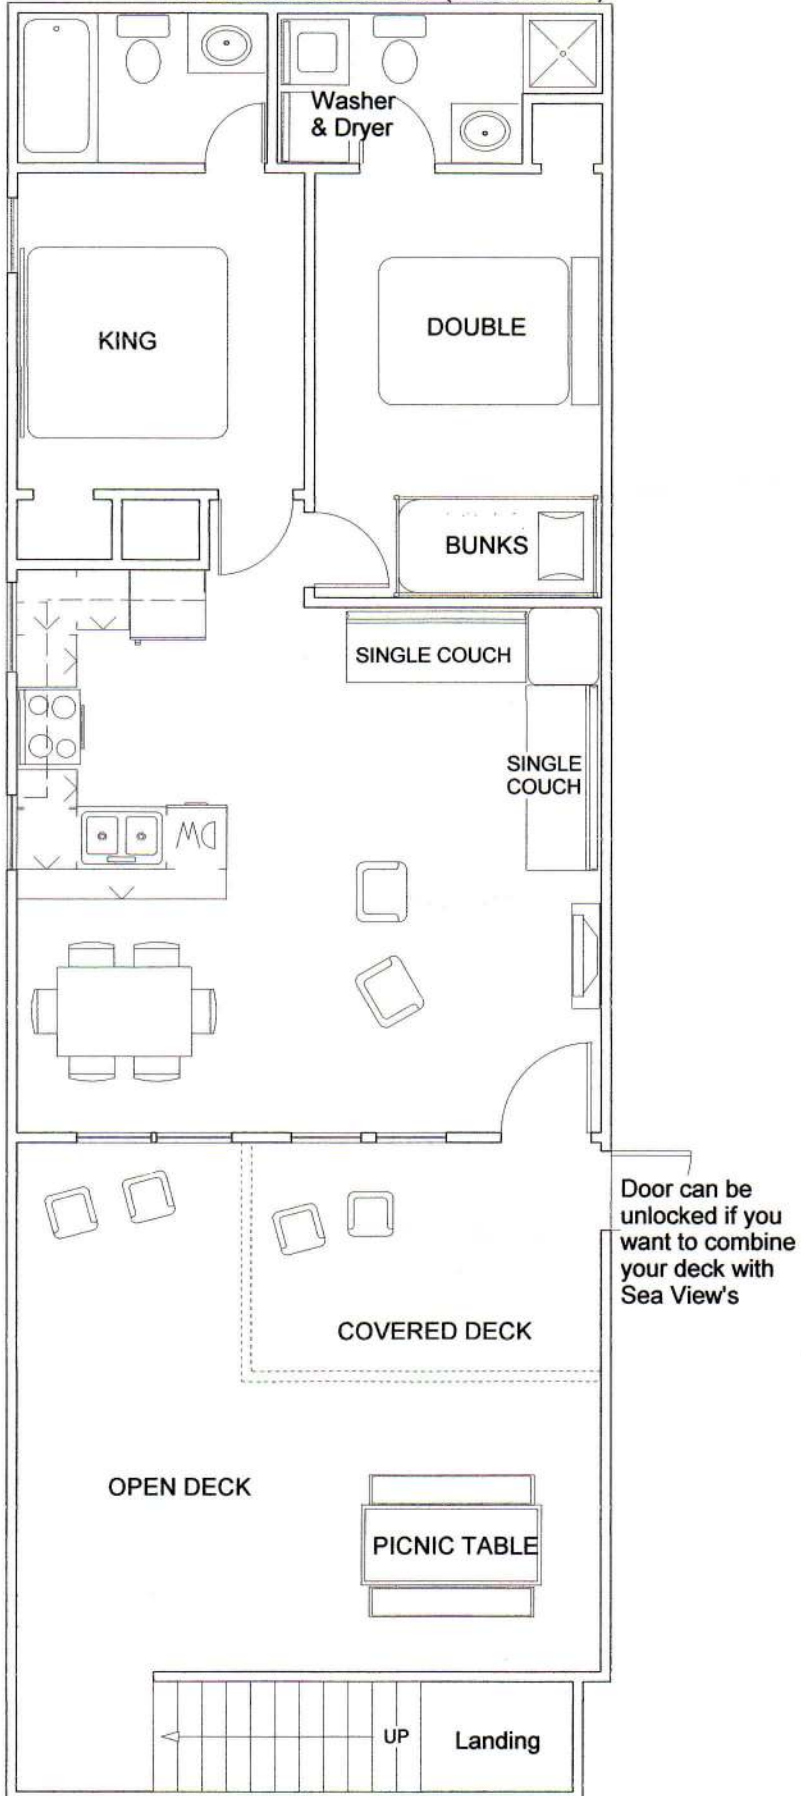 Washer
& Dryer
KING
DOUBLE
BUNKS
SINGLE COUCH
SINGLE
COUCH
DW
Door can be
unlocked if you
want to combine
your deck with
Sea View's
COVERED DECK
OPEN DECK
PICNIC TABLE
UP
Landing